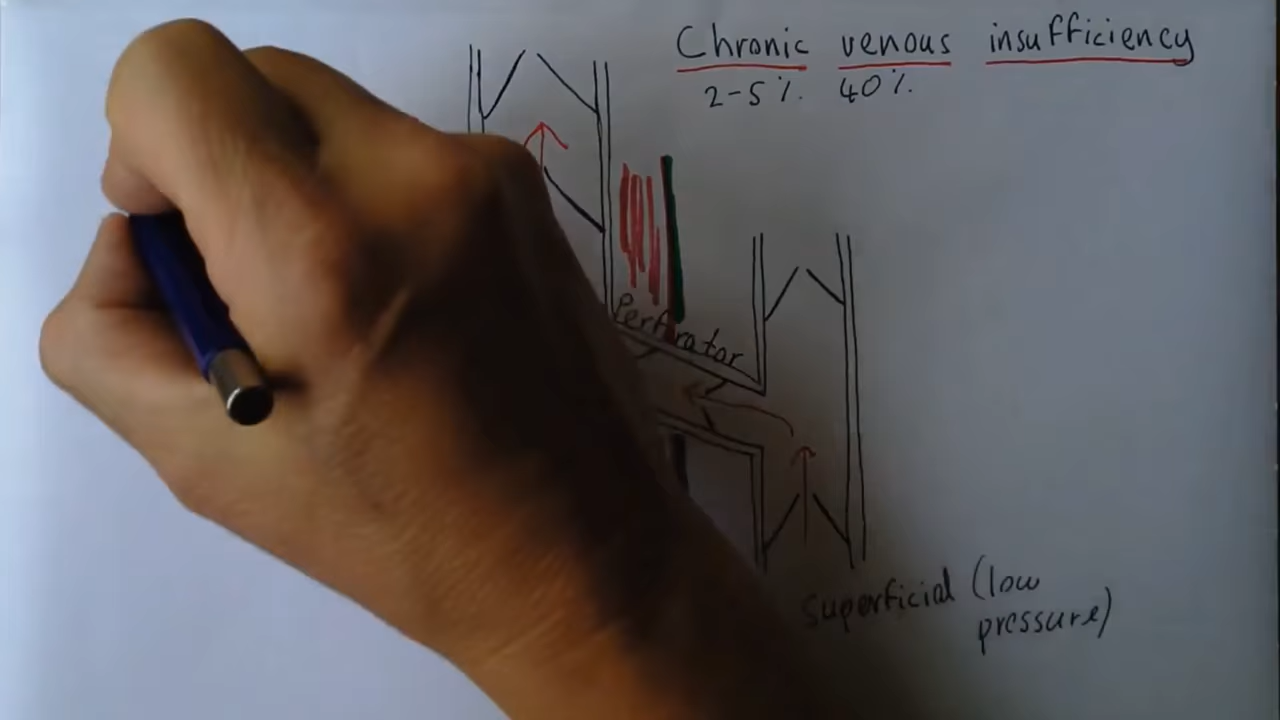 Chronic venous insufficiency
2-5%. 40%.
Perforator
superficial (low
pressure)